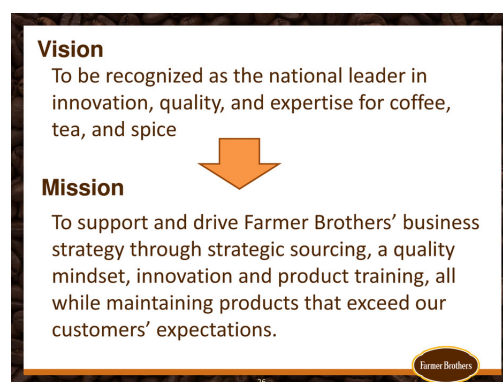 Vision
To be recognized as the national leader in
innovation, quality, and expertise for coffee,
tea, and spice
Mission
To support and drive Farmer Brothers’ business
strategy through strategic sourcing, a quality
mindset, innovation and product training, all
while maintaining products that exceed our
customers’ expectations.
Farmer Brothers
26